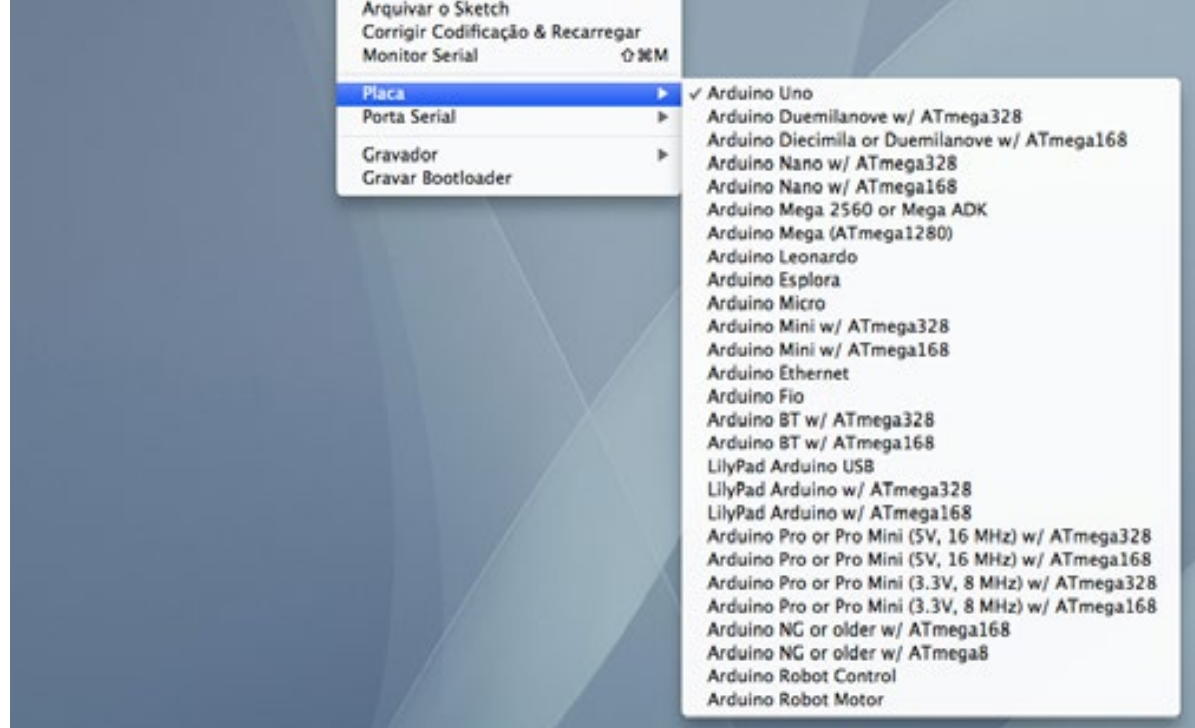 Arquivar o Sketch
Corrigir Codificação & Recarregar
Monitor Serial ⇧⌘M
Placa
Porta Serial
Gravador
Gravar Bootloader
✓ Arduino Uno
Arduino Duemilanove w/ ATmega328
Arduino Diecimila or Duemilanove w/ ATmega168
Arduino Nano w/ ATmega328
Arduino Nano w/ ATmega168
Arduino Mega 2560 or Mega ADK
Arduino Mega (ATmega1280)
Arduino Leonardo
Arduino Esplora
Arduino Micro
Arduino Mini w/ ATmega328
Arduino Mini w/ ATmega168
Arduino Ethernet
Arduino Fio
Arduino BT w/ ATmega328
Arduino BT w/ ATmega168
LilyPad Arduino USB
LilyPad Arduino w/ ATmega328
LilyPad Arduino w/ ATmega168
Arduino Pro or Pro Mini (5V, 16 MHz) w/ ATmega328
Arduino Pro or Pro Mini (5V, 16 MHz) w/ ATmega168
Arduino Pro or Pro Mini (3.3V, 8 MHz) w/ ATmega328
Arduino Pro or Pro Mini (3.3V, 8 MHz) w/ ATmega168
Arduino NG or older w/ ATmega168
Arduino NG or older w/ ATmega8
Arduino Robot Control
Arduino Robot Motor